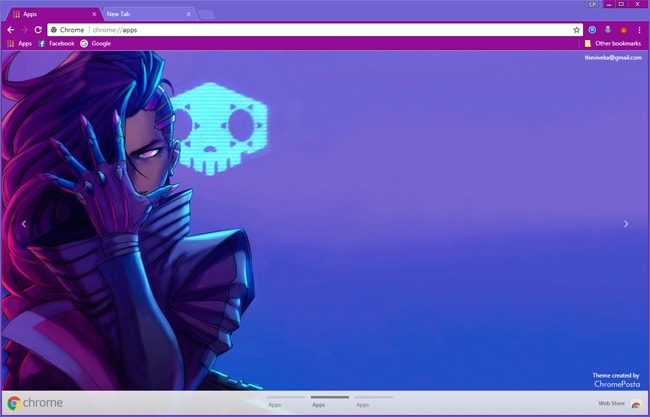 CP
Apps
New Tab
Chrome | chrome://apps
Apps Facebook Google Other bookmarks
theviveka@gmail.com
Theme created by
ChromePosta
chrome
Apps Apps Apps
Web Store